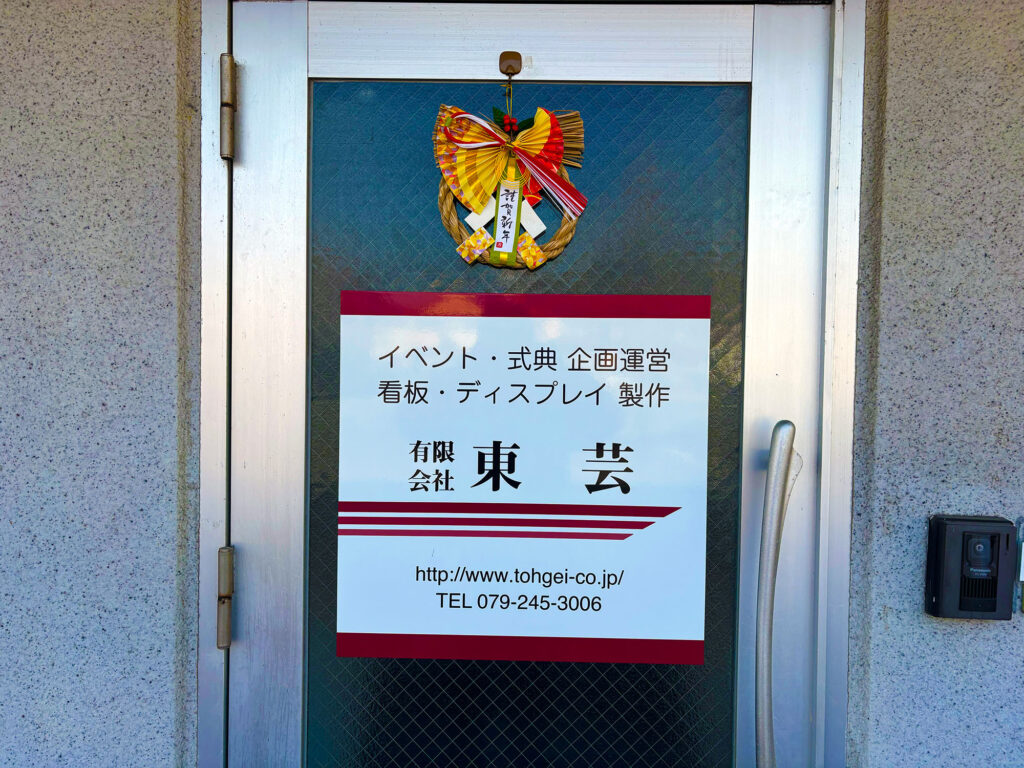 謹賀新年
イベント・式典 企画運営
看板・ディスプレイ 製作
有限会社 東芸
http://www.tohgei-co.jp/
TEL 079-245-3006
Panasonic